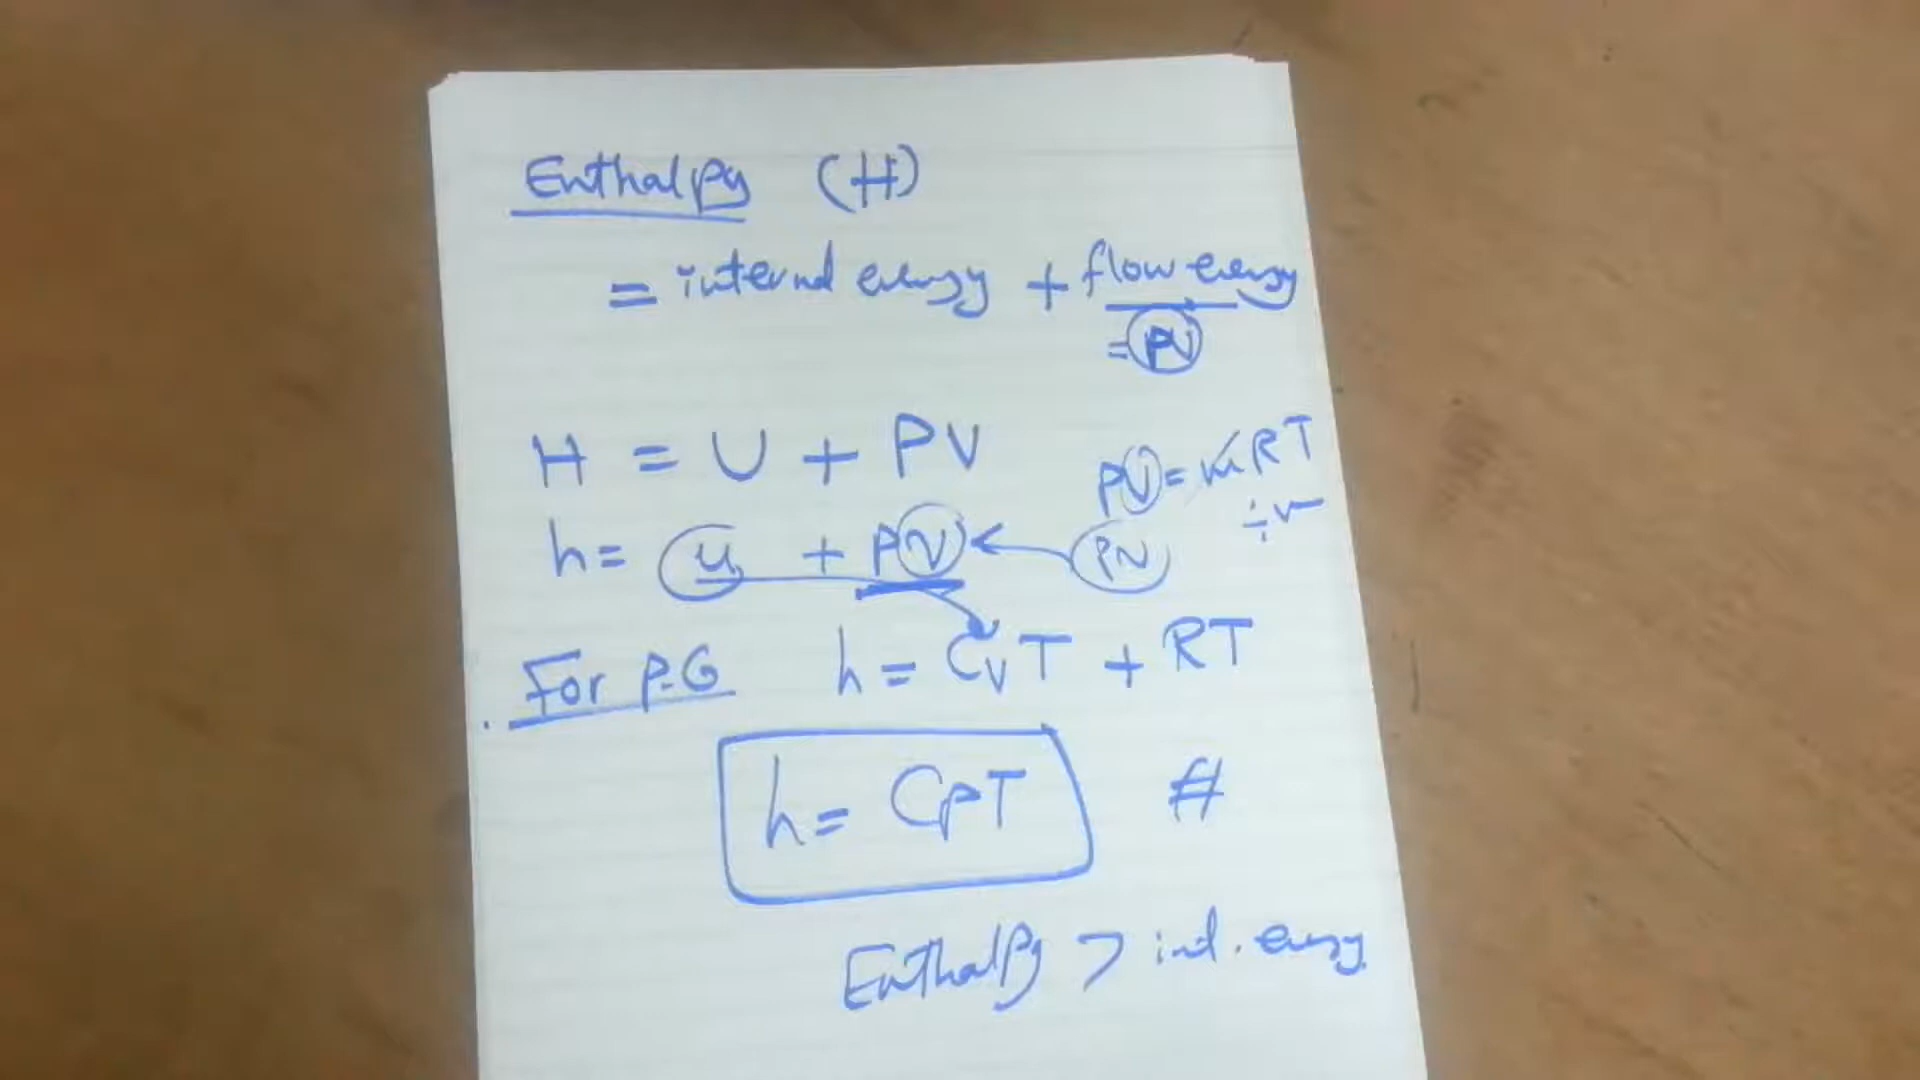 Enthalpy (H)
= internal energy + flow energy
= PV
H = U + PV
PV = mRT
÷ m
h = u + Pv ← Pv
For P.G h = CvT + RT
h = CpT #
Enthalpy > int. energy